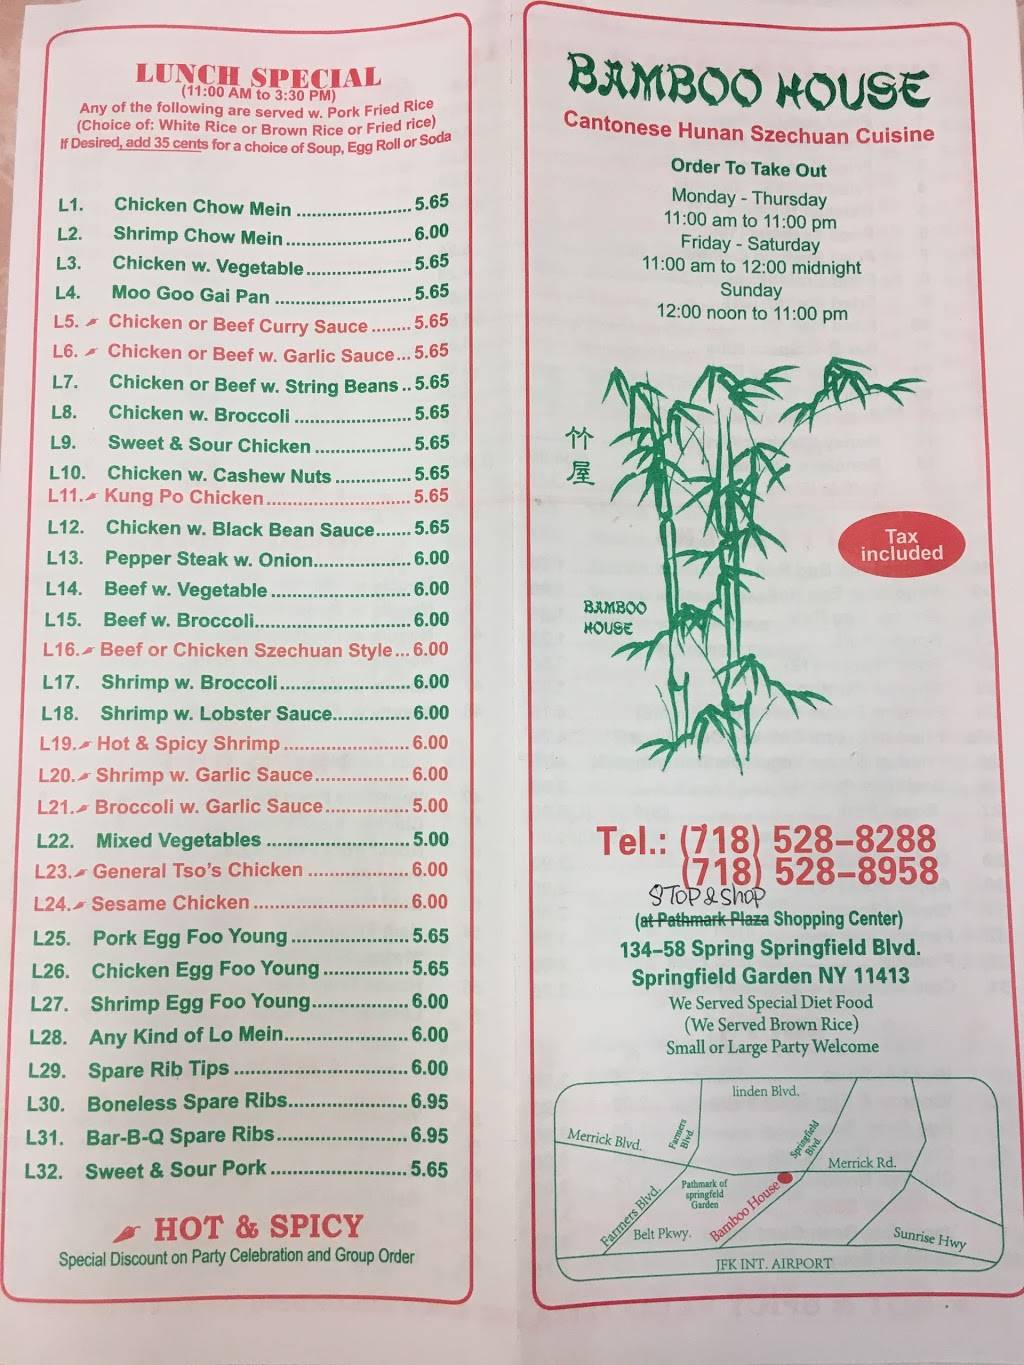 LUNCH SPECIAL
(11:00 AM to 3:30 PM)
Any of the following are served w. Pork Fried Rice
(Choice of: White Rice or Brown Rice or Fried rice)
If Desired, add 35 cents for a choice of Soup, Egg Roll or Soda
L1. Chicken Chow Mein ...................... 5.65
L2. Shrimp Chow Mein ...................... 6.00
L3. Chicken w. Vegetable .................. 5.65
L4. Moo Goo Gai Pan ...................... 5.65
L5. Chicken or Beef Curry Sauce ........ 5.65
L6. Chicken or Beef w. Garlic Sauce... 5.65
L7. Chicken or Beef w. String Beans .. 5.65
L8. Chicken w. Broccoli .................... 5.65
L9. Sweet & Sour Chicken ................ 5.65
L10. Chicken w. Cashew Nuts ............. 5.65
L11. Kung Po Chicken ........................ 5.65
L12. Chicken w. Black Bean Sauce....... 5.65
L13. Pepper Steak w. Onion................. 6.00
L14. Beef w. Vegetable ........................ 6.00
L15. Beef w. Broccoli........................... 6.00
L16. Beef or Chicken Szechuan Style... 6.00
L17. Shrimp w. Broccoli ....................... 6.00
L18. Shrimp w. Lobster Sauce.............. 6.00
L19. Hot & Spicy Shrimp ...................... 6.00
L20. Shrimp w. Garlic Sauce................ 6.00
L21. Broccoli w. Garlic Sauce.............. 5.00
L22. Mixed Vegetables ........................ 5.00
L23. General Tso's Chicken ................. 6.00
L24. Sesame Chicken .......................... 6.00
L25. Pork Egg Foo Young .................... 5.65
L26. Chicken Egg Foo Young .............. 5.65
L27. Shrimp Egg Foo Young................. 6.00
L28. Any Kind of Lo Mein...................... 6.00
L29. Spare Rib Tips .............................. 6.00
L30. Boneless Spare Ribs..................... 6.95
L31. Bar-B-Q Spare Ribs....................... 6.95
L32. Sweet & Sour Pork ........................ 5.65
HOT & SPICY
Special Discount on Party Celebration and Group Order
BAMBOO HOUSE
Cantonese Hunan Szechuan Cuisine
Order To Take Out
Monday - Thursday
11:00 am to 11:00 pm
Friday - Saturday
11:00 am to 12:00 midnight
Sunday
12:00 noon to 11:00 pm
竹屋
Tax
included
BAMBOO
HOUSE
Tel.: (718) 528-8288
(718) 528-8958
STOP & Shop
(at Pathmark Plaza Shopping Center)
134-58 Spring Springfield Blvd.
Springfield Garden NY 11413
We Served Special Diet Food
(We Served Brown Rice)
Small or Large Party Welcome
linden Blvd.
Merrick Blvd.
Farmers Blvd.
Springfield Blvd.
Merrick Rd.
Pathmark of
springfeld
Garden
Farmers Blvd.
Bamboo House
Belt Pkwy.
Sunrise Hwy
JFK INT. AIRPORT